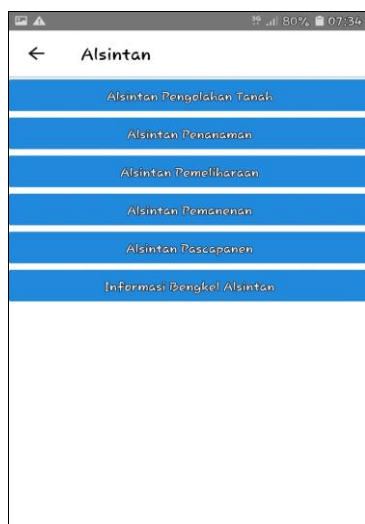 3G 80% 07:34
Alsintan
Alsintan Pengolahan Tanah
Alsintan Penanaman
Alsintan Pemeliharaan
Alsintan Pemanenan
Alsintan Pascapanen
Informasi Bengkel Alsintan